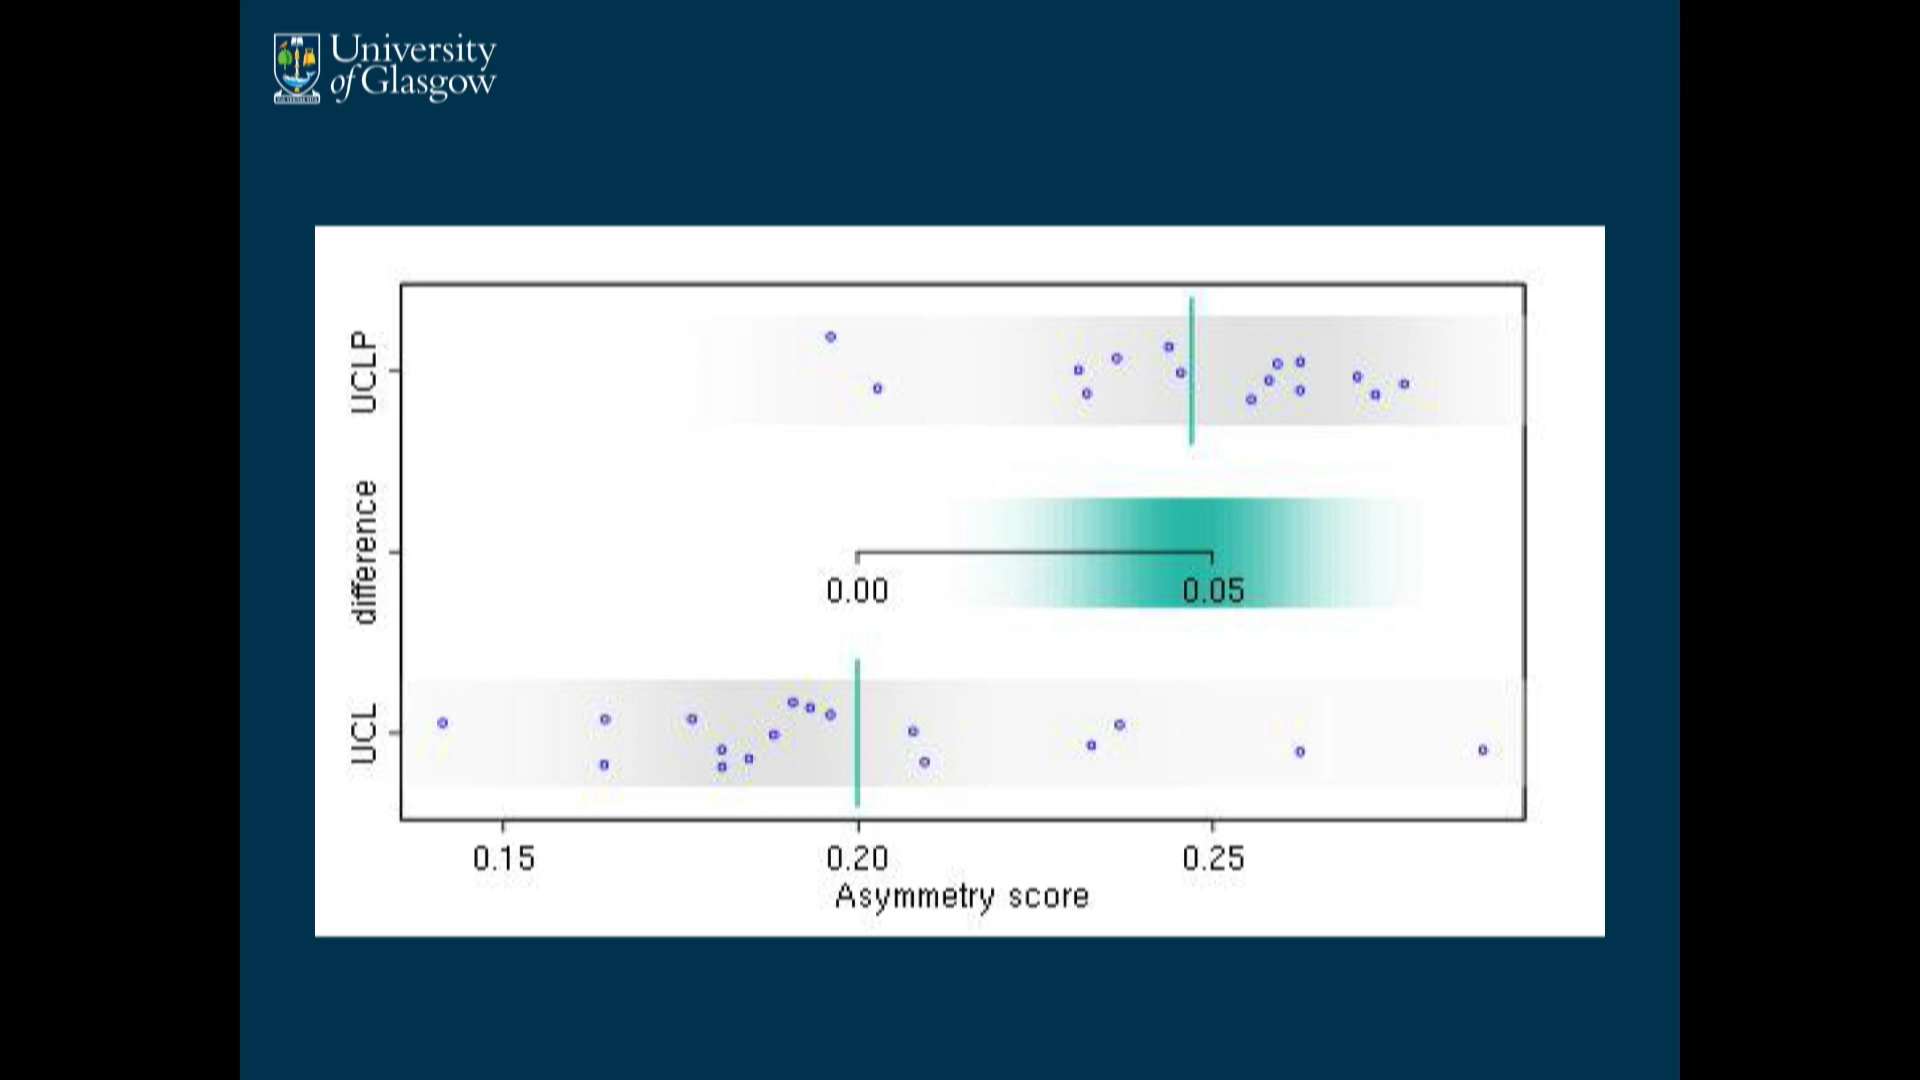 University
of Glasgow
UCLP
difference
0.00 0.05
UCL
0.15 0.20 0.25
Asymmetry score